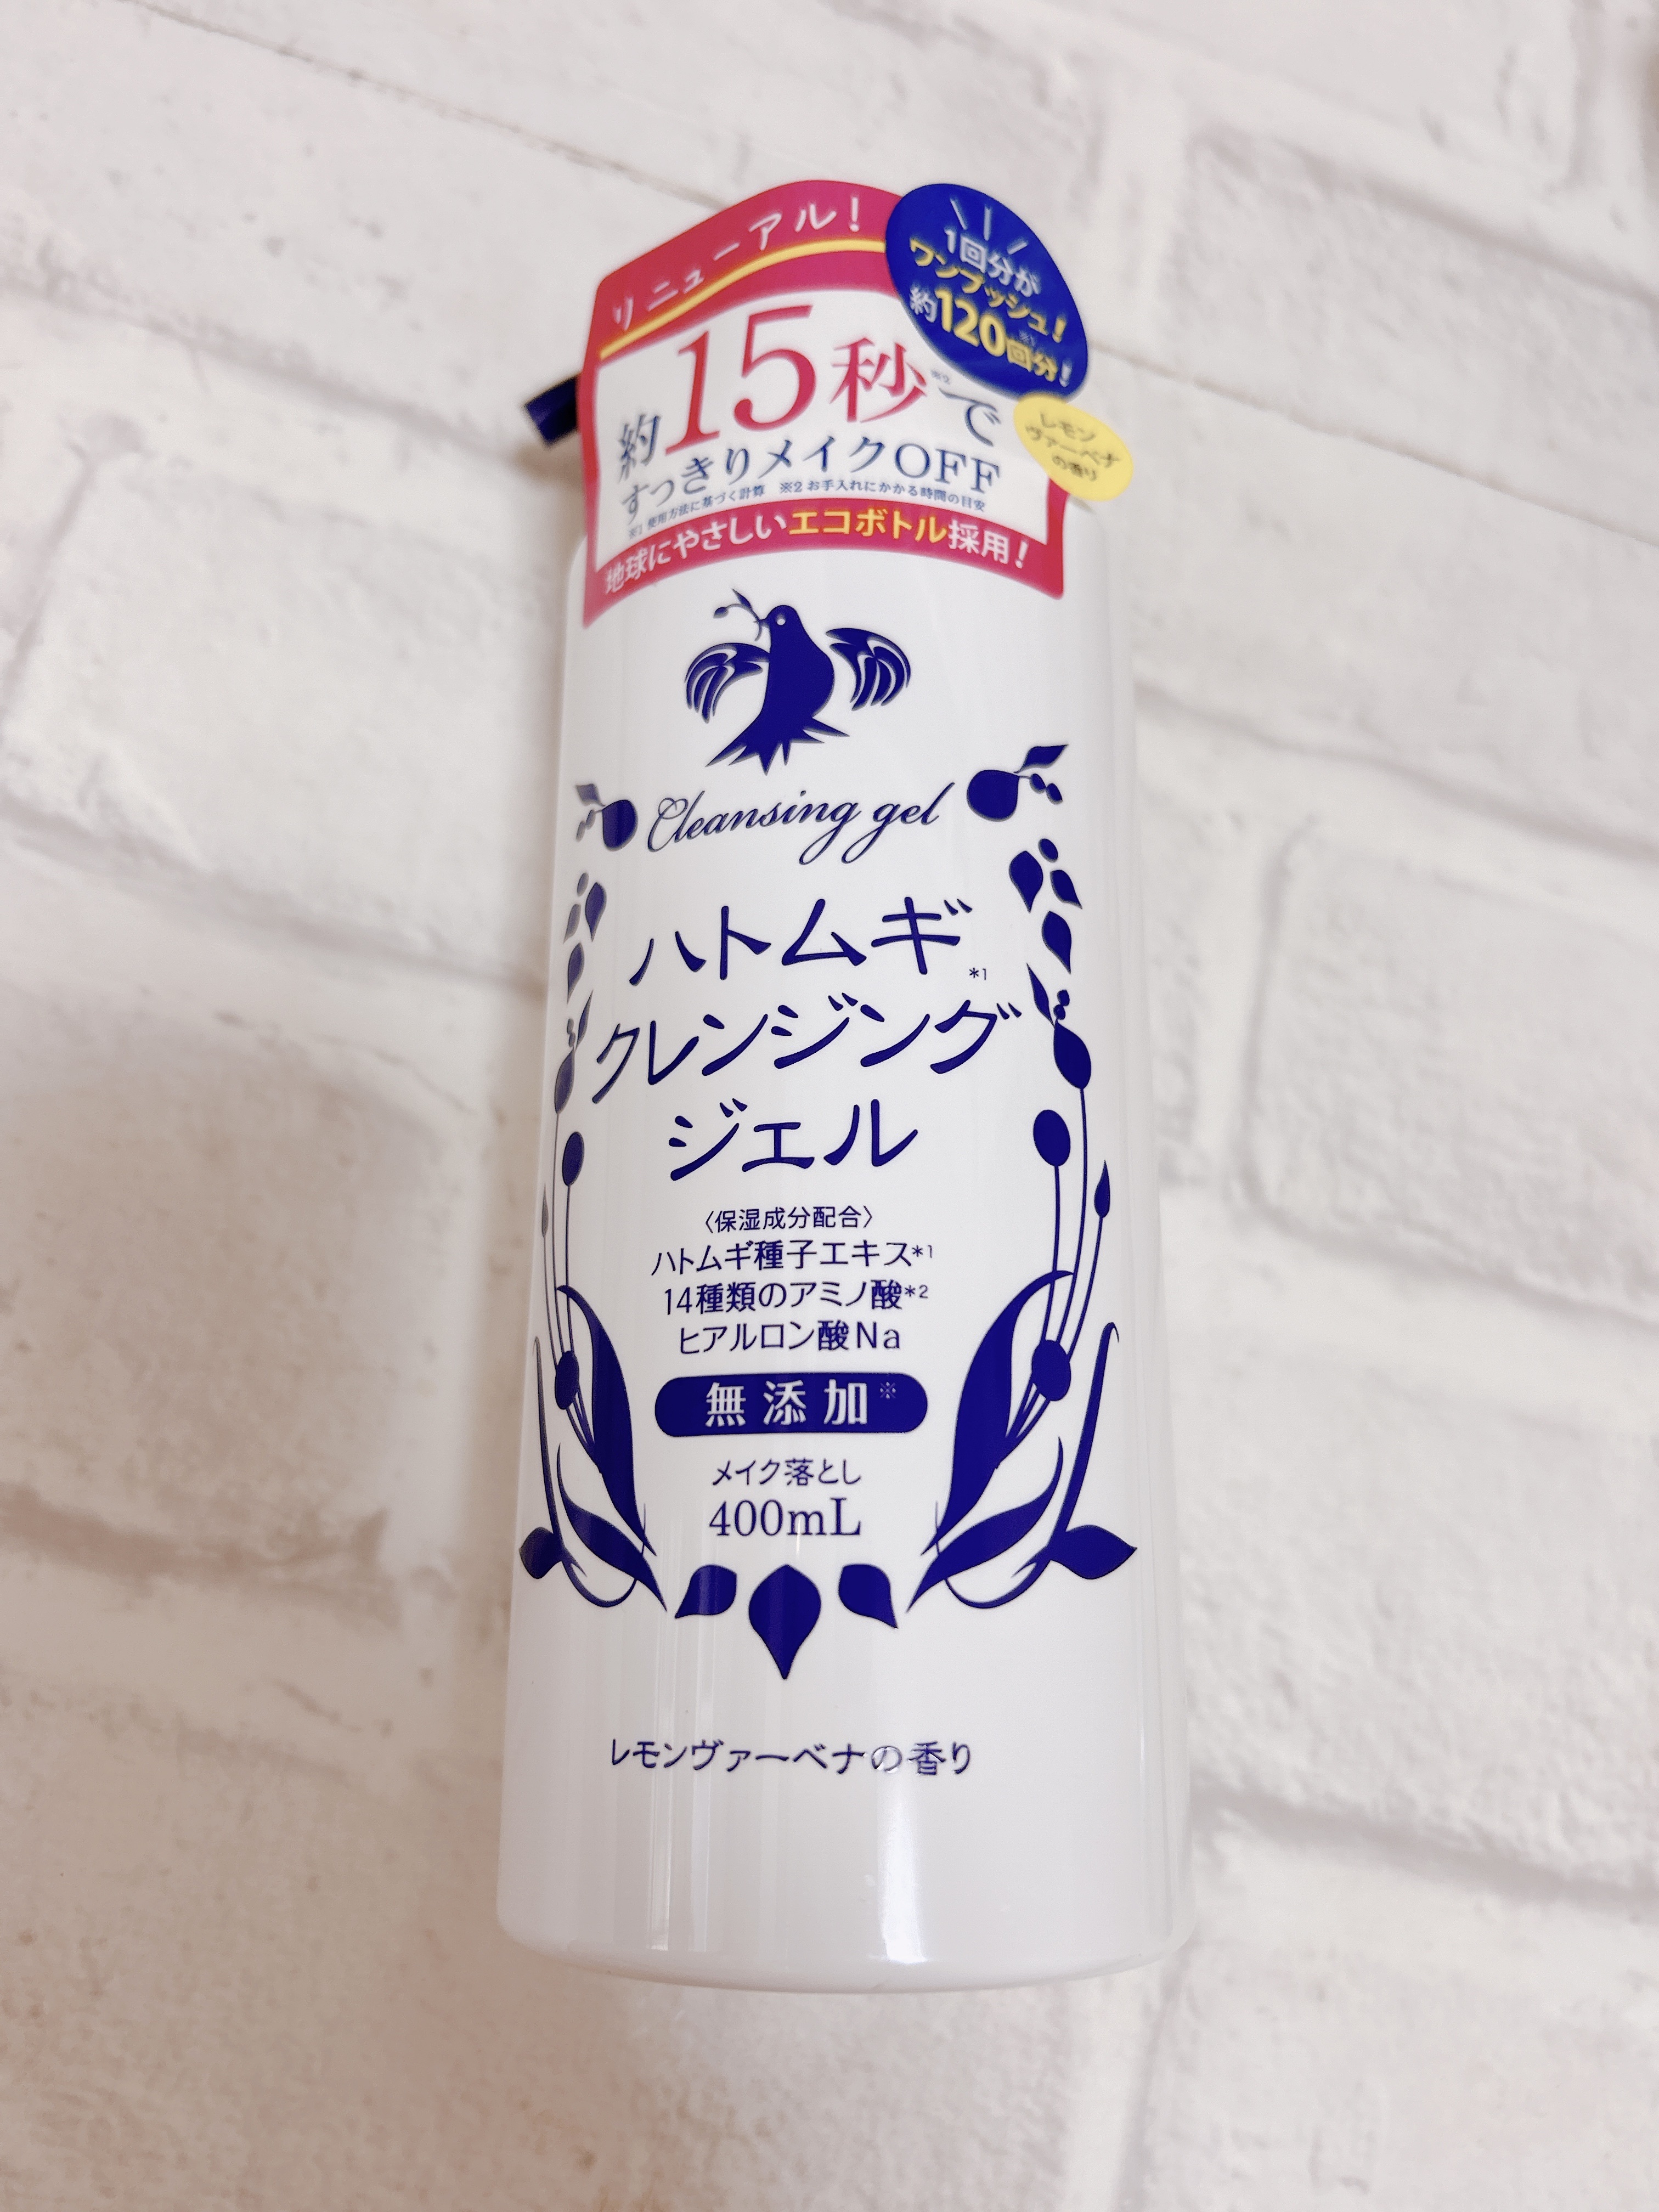 リニューアル!
1回分が
ワンプッシュ!
約120回分!※1
約15秒※2で
すっきりメイクOFF
※1 使用方法に基づく計算 ※2 お手入れにかかる時間の目安
地球にやさしいエコボトル採用!
レモン
ヴァーベナ
の香り
Cleansing gel
ハトムギ*1
クレンジング
ジェル
〈保湿成分配合〉
ハトムギ種子エキス*1
14種類のアミノ酸*2
ヒアルロン酸Na
無添加※
メイク落とし
400mL
レモンヴァーベナの香り